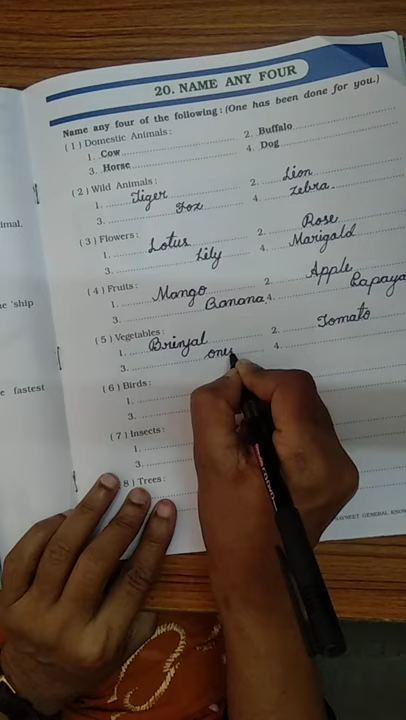 20. NAME ANY FOUR
Name any four of the following : (One has been done for you.)
( 1 ) Domestic Animals :
1. Cow 2. Buffalo
3. Horse 4. Dog
( 2 ) Wild Animals :
1. Tiger 2. Lion
3. Fox 4. Zebra
( 3 ) Flowers :
1. Lotus 2. Rose
3. Lily 4. Marigold
( 4 ) Fruits :
1. Mango 2. Apple
3. Banana 4. Papaya
( 5 ) Vegetables :
1. Brinjal 2. Tomato
3. oni 4.
( 6 ) Birds :
1.
3.
( 7 ) Insects :
1.
3.
8 ) Trees :
imal.
e 'ship
e fastest
NAVNEET GENERAL KNOW